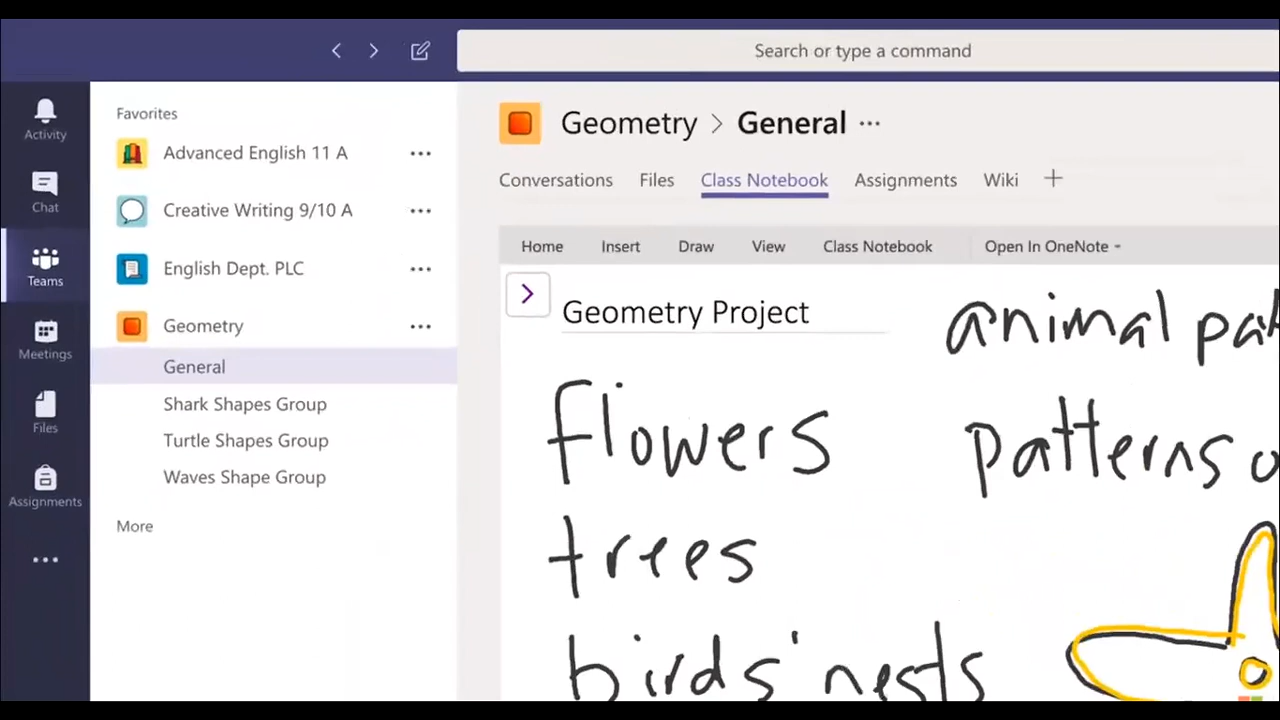 Search or type a command
Activity
Chat
Teams
Meetings
Files
Assignments
Favorites
Advanced English 11 A
Creative Writing 9/10 A
English Dept. PLC
Geometry
General
Shark Shapes Group
Turtle Shapes Group
Waves Shape Group
More
Geometry > General
Conversations Files Class Notebook Assignments Wiki +
Home Insert Draw View Class Notebook Open In OneNote
Geometry Project
animal
flowers
patterns
trees
birds' nests